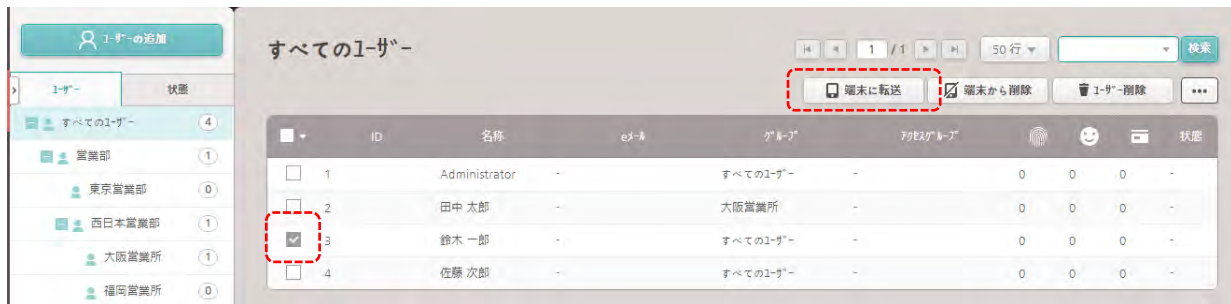 ユーザーの追加
ユーザー
状態
すべてのユーザー 4
営業部 1
東京営業部 0
西日本営業部 1
大阪営業所 1
福岡営業所 0
すべてのユーザー
1 / 1
50 行
検索
端末に転送
端末から削除
ユーザー削除
•••
ID 名称 eメール グループ アクセスグループ 状態
1 Administrator - すべてのユーザー - 0 0 0 -
2 田中 太郎 - 大阪営業所 - 0 0 0 -
3 鈴木 一郎 - すべてのユーザー - 0 0 0 -
4 佐藤 次郎 - すべてのユーザー - 0 0 0 -